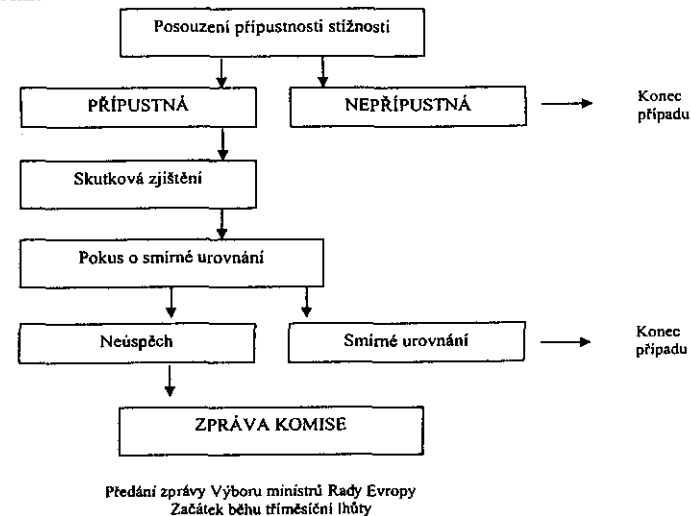 Posouzení přípustnosti stížnosti
PŘÍPUSTNÁ
NEPŘÍPUSTNÁ
Konec
případu
Skutková zjištění
Pokus o smírné urovnání
Neúspěch
Smírné urovnání
Konec
případu
ZPRÁVA KOMISE
Předání zprávy Výboru ministrů Rady Evropy
Začátek běhu tříměsíční lhůty